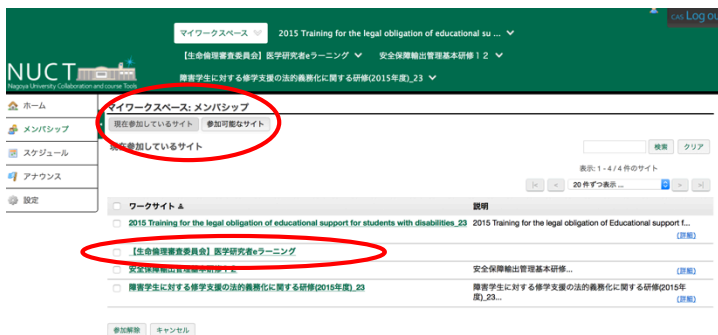 CAS Log ou
マイワークスペース
2015 Training for the legal obligation of educational su ...
【生命倫理審査委員会】医学研究者eラーニング
安全保障輸出管理基本研修１２
障害学生に対する修学支援の法的義務化に関する研修(2015年度)_23
NUCT
Nagoya University Collaboration and course Tools
ホーム
メンバシップ
スケジュール
アナウンス
設定
マイワークスペース: メンバシップ
現在参加しているサイト 参加可能なサイト
現在参加しているサイト
検索 クリア
表示: 1 - 4 / 4 件のサイト
|< < 20 件ずつ表示 ... > >|
ワークサイト 説明
2015 Training for the legal obligation of educational support for students with disabilities_23 2015 Training for the legal obligation of Educational support f...
(詳細)
【生命倫理審査委員会】医学研究者eラーニング
安全保障輸出管理基本研修１２ 安全保障輸出管理基本研修... (詳細)
障害学生に対する修学支援の法的義務化に関する研修(2015年度)_23 障害学生に対する修学支援の法的義務化に関する研修(2015年
度)_23... (詳細)
参加解除 キャンセル